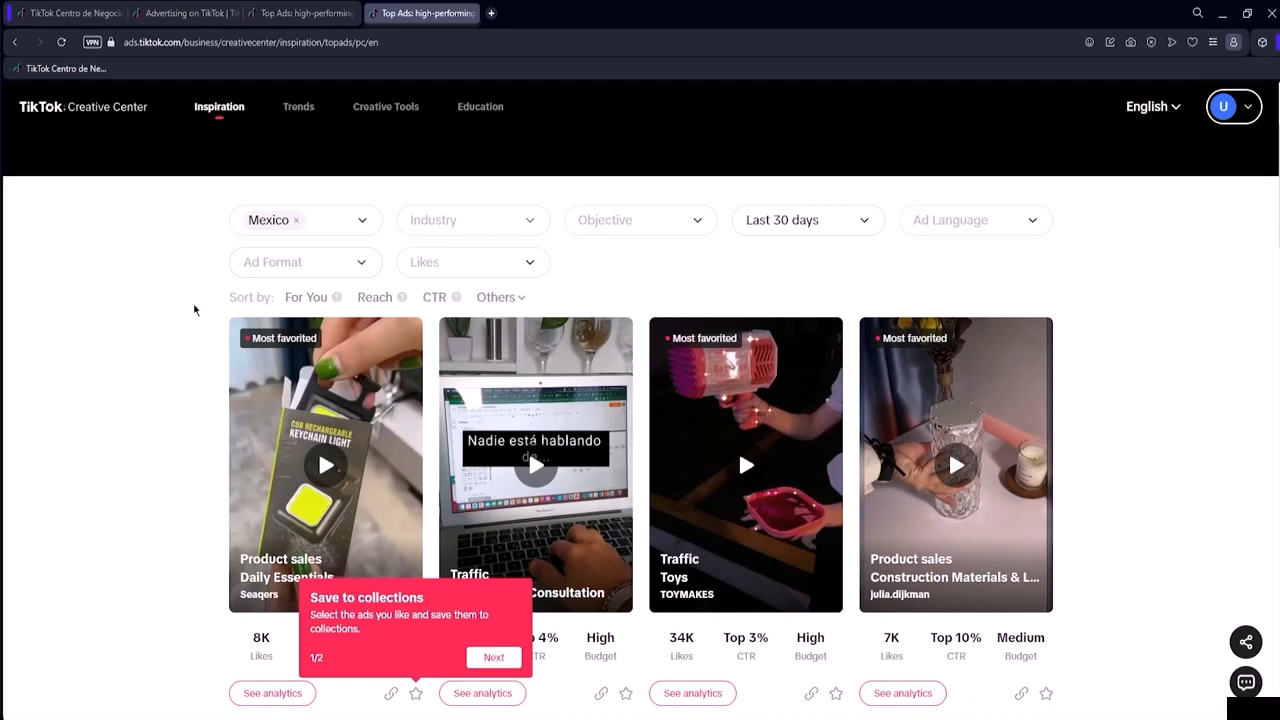 TikTok Centro de Negocio
Advertising on TikTok | Ti
Top Ads: high-performing
Top Ads: high-performing
VPN
ads.tiktok.com/business/creativecenter/inspiration/topads/pc/en
TikTok Centro de Ne...
TikTok: Creative Center
Inspiration
Trends
Creative Tools
Education
English
U
Mexico ×
Industry
Objective
Last 30 days
Ad Language
Ad Format
Likes
Sort by:
For You
Reach
CTR
Others
Most favorited
COB RECHARGEABLE
KEYCHAIN LIGHT
Product sales
Daily Essentials
Seaqers
Nadie está hablando
de...
Traffic
Consultation
Most favorited
Traffic
Toys
TOYMAKES
Most favorited
Product sales
Construction Materials & L...
julia.dijkman
Save to collections
Select the ads you like and save them to
collections.
1/2
Next
8K
Likes
4%
High
Budget
34K
Likes
Top 3%
CTR
High
Budget
7K
Likes
Top 10%
CTR
Medium
Budget
See analytics
See analytics
See analytics
See analytics